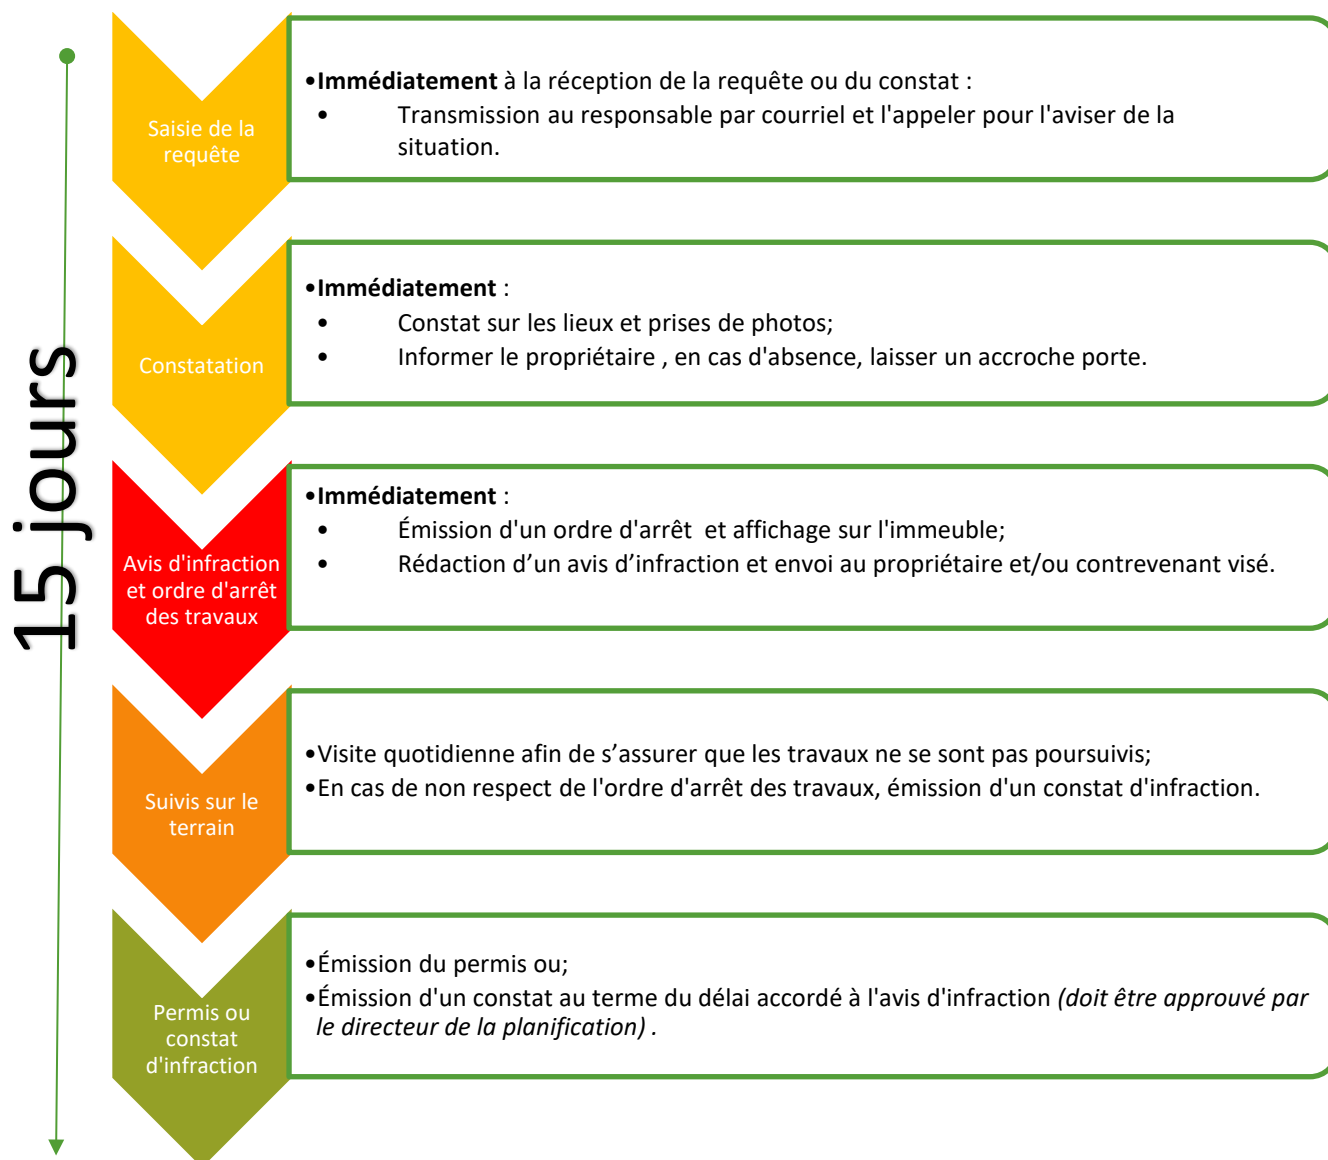 15 jours
Saisie de la
requête
•Immédiatement à la réception de la requête ou du constat :
• Transmission au responsable par courriel et l'appeler pour l'aviser de la
situation.
Constatation
•Immédiatement :
• Constat sur les lieux et prises de photos;
• Informer le propriétaire , en cas d'absence, laisser un accroche porte.
Avis d'infraction
et ordre d'arrêt
des travaux
•Immédiatement :
• Émission d'un ordre d'arrêt et affichage sur l'immeuble;
• Rédaction d’un avis d’infraction et envoi au propriétaire et/ou contrevenant visé.
Suivis sur le
terrain
•Visite quotidienne afin de s’assurer que les travaux ne se sont pas poursuivis;
•En cas de non respect de l'ordre d'arrêt des travaux, émission d'un constat d'infraction.
Permis ou
constat
d'infraction
•Émission du permis ou;
•Émission d'un constat au terme du délai accordé à l'avis d'infraction (doit être approuvé par
le directeur de la planification) .